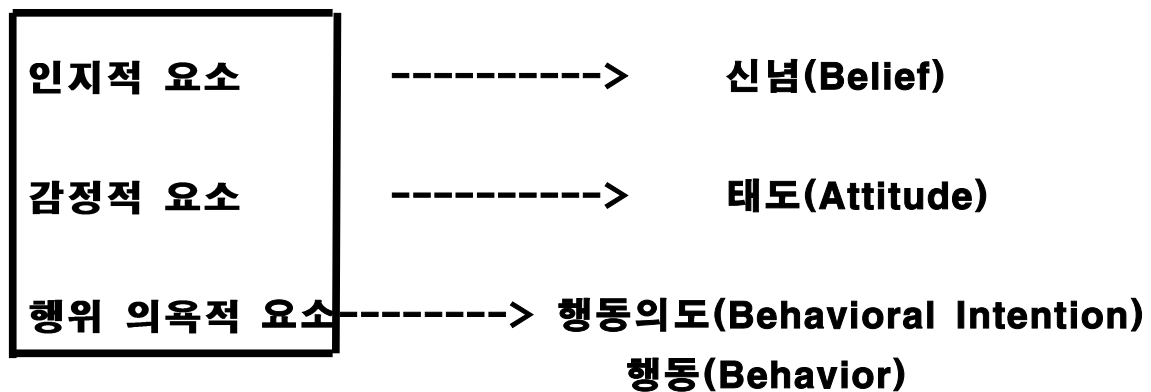 인지적 요소 ----------> 신념(Belief)
감정적 요소 ----------> 태도(Attitude)
행위 의욕적 요소 --------> 행동의도(Behavioral Intention)
행동(Behavior)